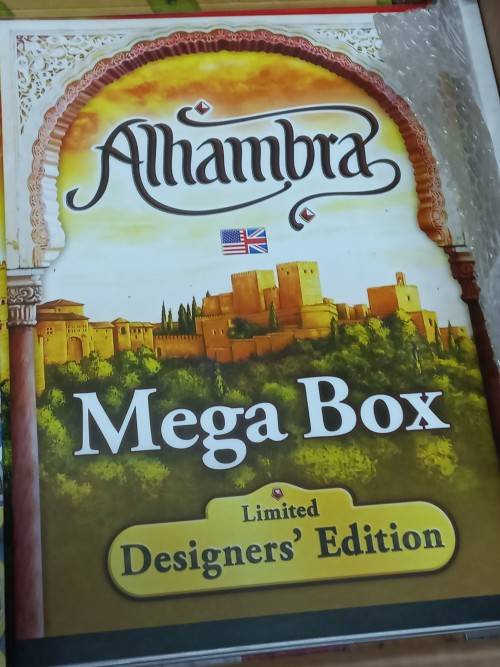 Alhambra
Mega Box
Limited
Designers' Edition